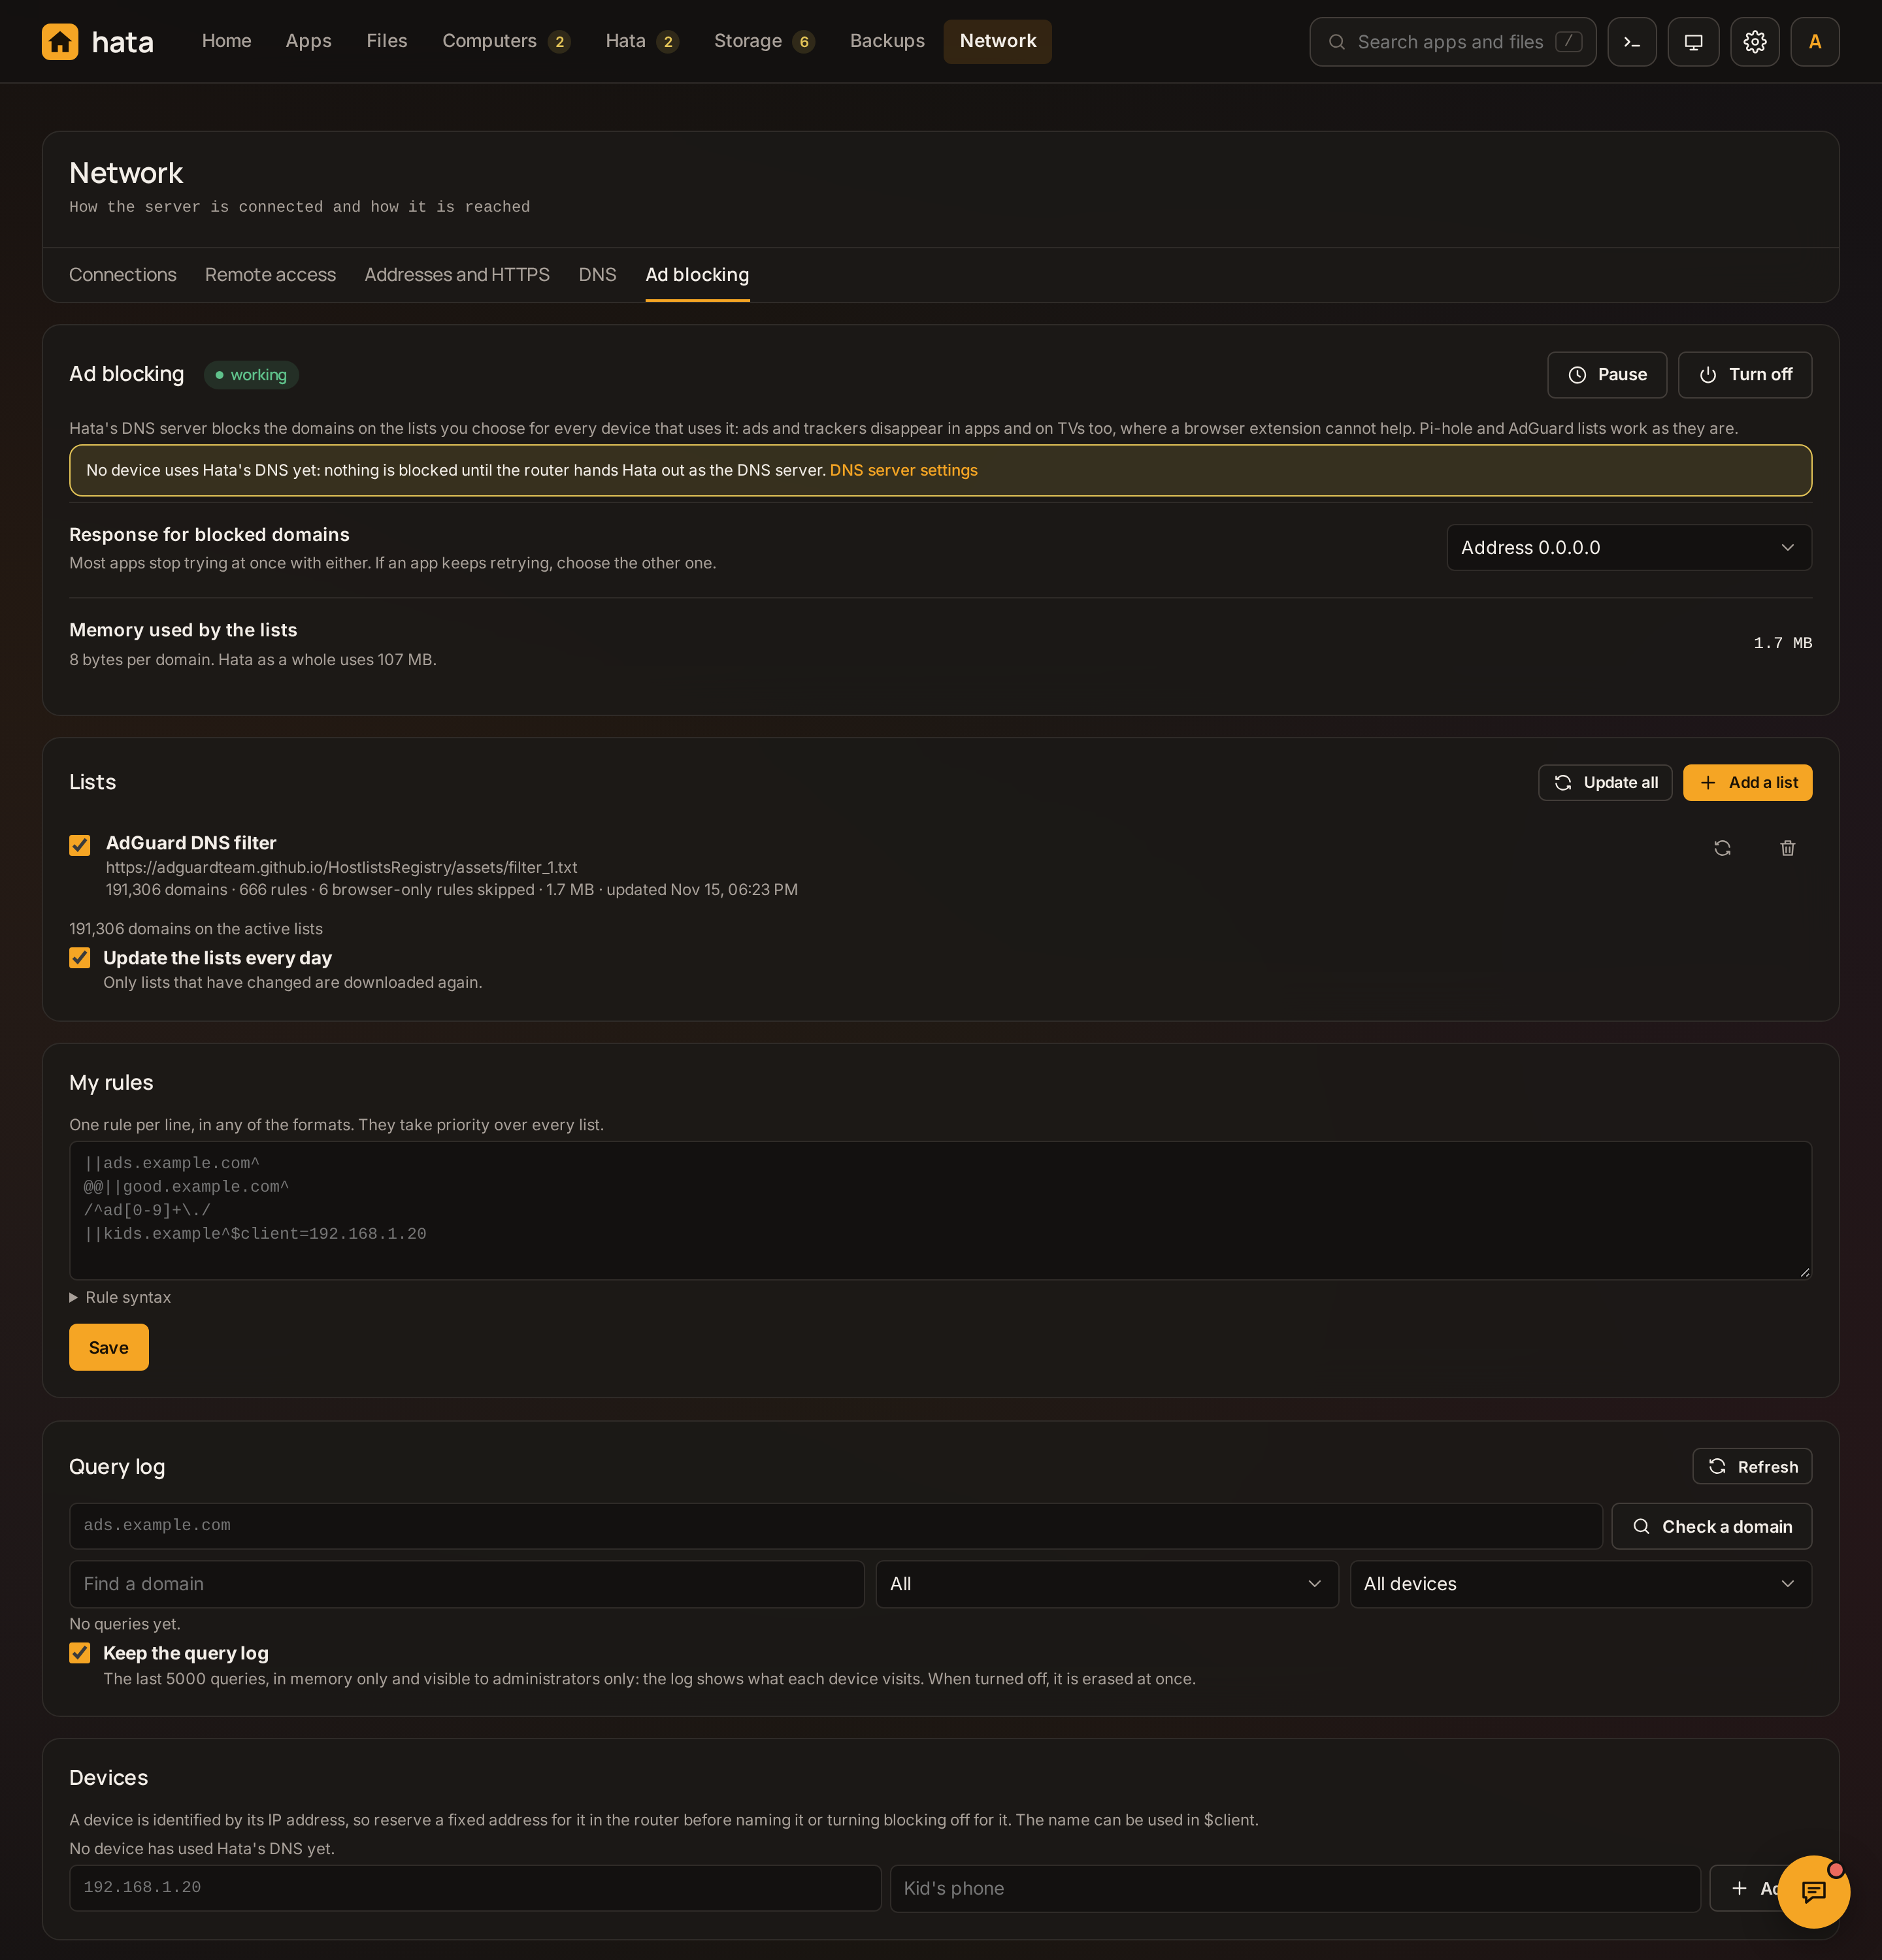 hata
Home Apps Files Computers 2 Hata 2 Storage 6 Backups Network
Search apps and files /
A
Network
How the server is connected and how it is reached
Connections Remote access Addresses and HTTPS DNS Ad blocking
Ad blocking working
Pause Turn off
Hata's DNS server blocks the domains on the lists you choose for every device that uses it: ads and trackers disappear in apps and on TVs too, where a browser extension cannot help. Pi-hole and AdGuard lists work as they are.
No device uses Hata's DNS yet: nothing is blocked until the router hands Hata out as the DNS server. DNS server settings
Response for blocked domains
Most apps stop trying at once with either. If an app keeps retrying, choose the other one.
Address 0.0.0.0
Memory used by the lists
8 bytes per domain. Hata as a whole uses 107 MB.
1.7 MB
Lists
Update all Add a list
AdGuard DNS filter
https://adguardteam.github.io/HostlistsRegistry/assets/filter_1.txt
191,306 domains · 666 rules · 6 browser-only rules skipped · 1.7 MB · updated Nov 15, 06:23 PM
191,306 domains on the active lists
Update the lists every day
Only lists that have changed are downloaded again.
My rules
One rule per line, in any of the formats. They take priority over every list.
||ads.example.com^
@@||good.example.com^
/^ad[0-9]+\./
||kids.example^$client=192.168.1.20
Rule syntax
Save
Query log
Refresh
ads.example.com
Check a domain
Find a domain
All
All devices
No queries yet.
Keep the query log
The last 5000 queries, in memory only and visible to administrators only: the log shows what each device visits. When turned off, it is erased at once.
Devices
A device is identified by its IP address, so reserve a fixed address for it in the router before naming it or turning blocking off for it. The name can be used in $client.
No device has used Hata's DNS yet.
192.168.1.20
Kid's phone